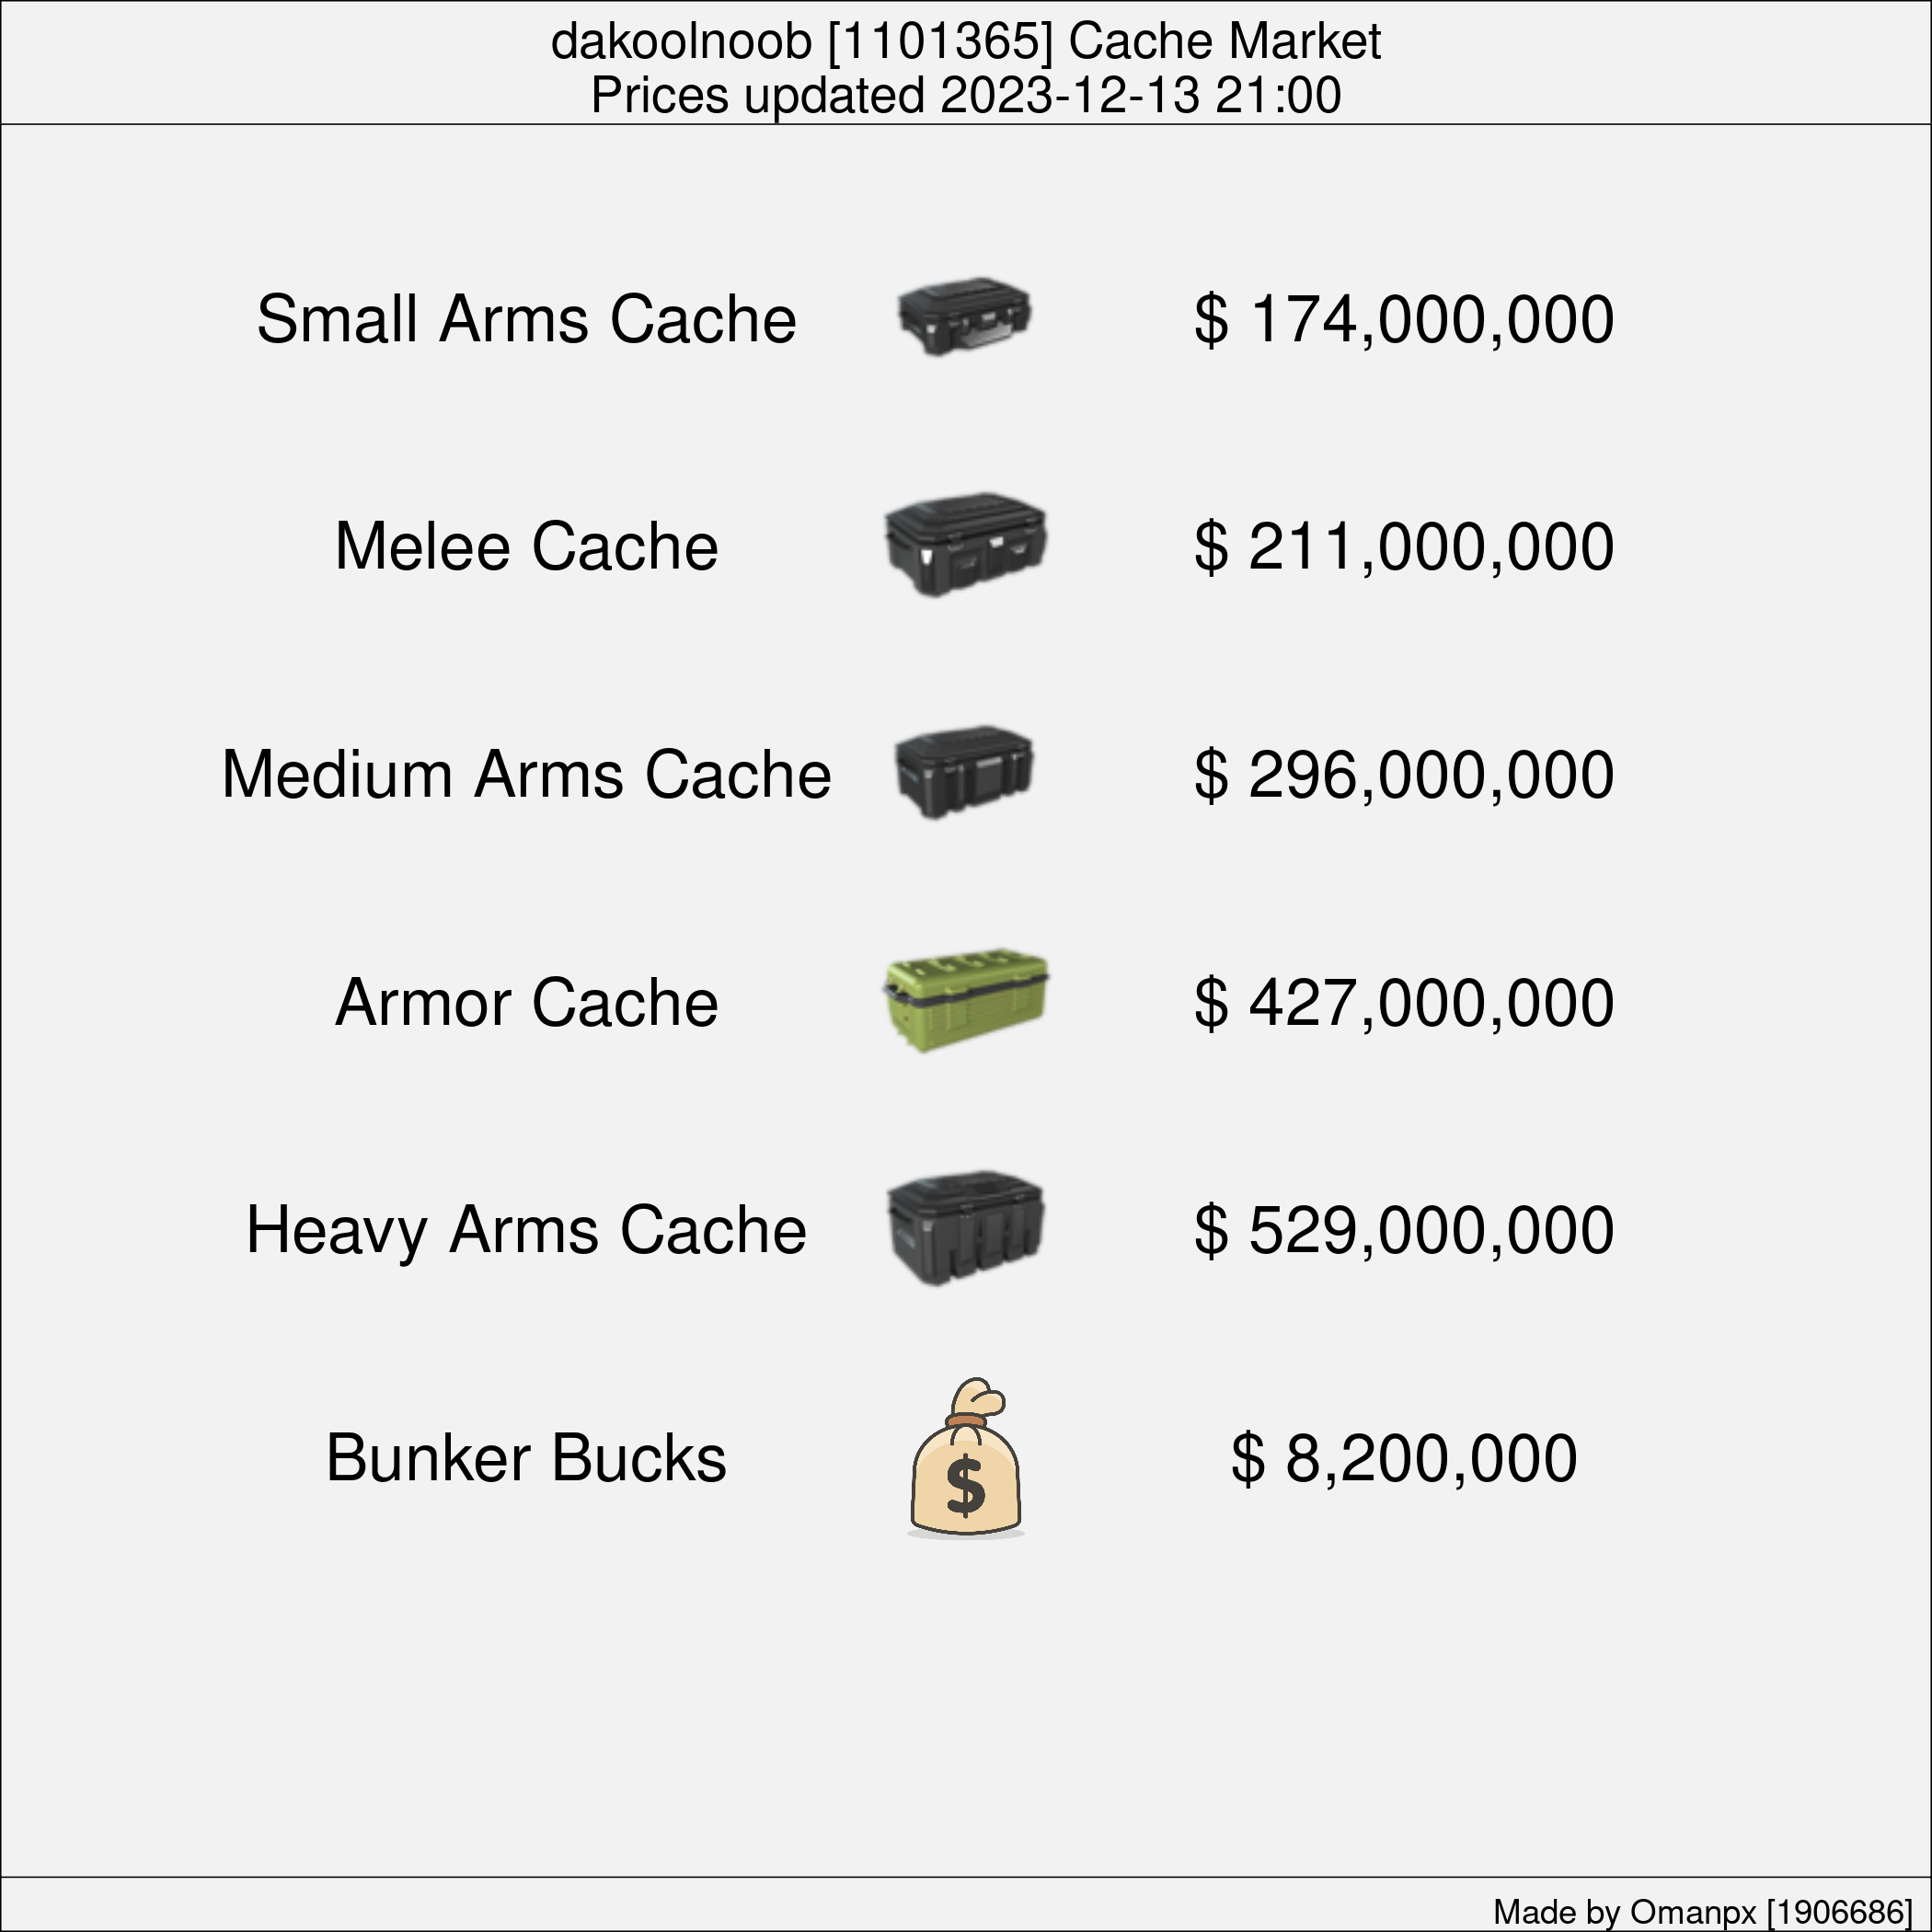 dakoolnoob [1101365] Cache Market
Prices updated 2023-12-13 21:00
Small Arms Cache $ 174,000,000
Melee Cache $ 211,000,000
Medium Arms Cache $ 296,000,000
Armor Cache $ 427,000,000
Heavy Arms Cache $ 529,000,000
Bunker Bucks $ 8,200,000
Made by Omanpx [1906686]